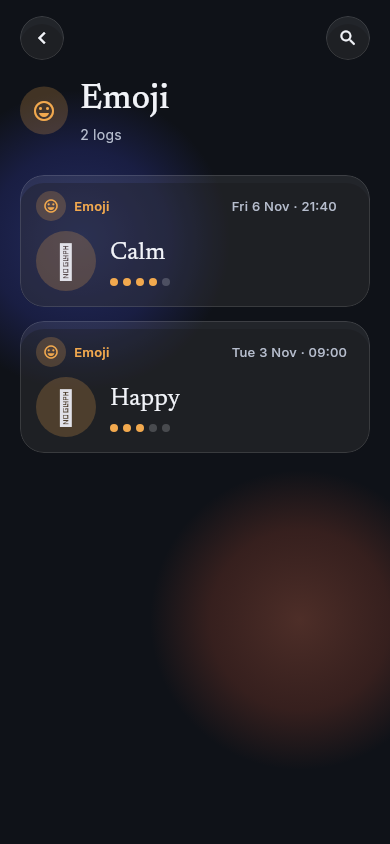 Emoji
2 logs
Emoji
Fri 6 Nov · 21:40
NO GLYPH
Calm
Emoji
Tue 3 Nov · 09:00
NO GLYPH
Happy